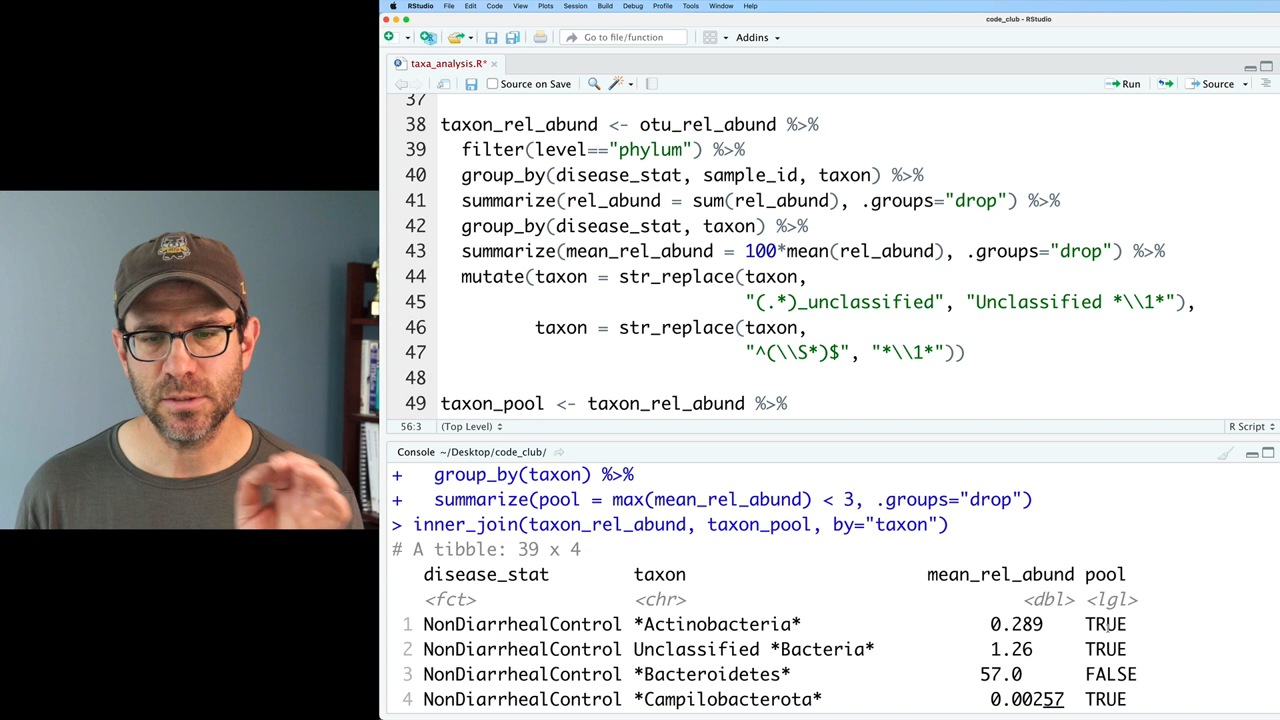 RStudio File Edit Code View Plots Session Build Debug Profile Tools Window Help
code_club - RStudio
Go to file/function Addins
taxa_analysis.R*
Source on Save Run Source
37
38 taxon_rel_abund <- otu_rel_abund %>%
39 filter(level=="phylum") %>%
40 group_by(disease_stat, sample_id, taxon) %>%
41 summarize(rel_abund = sum(rel_abund), .groups="drop") %>%
42 group_by(disease_stat, taxon) %>%
43 summarize(mean_rel_abund = 100*mean(rel_abund), .groups="drop") %>%
44 mutate(taxon = str_replace(taxon,
45 "(.*)_unclassified", "Unclassified *\\1*"),
46 taxon = str_replace(taxon,
47 "^(\\S*)$", "*\\1*"))
48
49 taxon_pool <- taxon_rel_abund %>%
56:3 (Top Level) R Script
Console ~/Desktop/code_club/
+ group_by(taxon) %>%
+ summarize(pool = max(mean_rel_abund) < 3, .groups="drop")
> inner_join(taxon_rel_abund, taxon_pool, by="taxon")
# A tibble: 39 x 4
disease_stat taxon mean_rel_abund pool
<fct> <chr> <dbl> <lgl>
1 NonDiarrhealControl *Actinobacteria* 0.289 TRUE
2 NonDiarrhealControl Unclassified *Bacteria* 1.26 TRUE
3 NonDiarrhealControl *Bacteroidetes* 57.0 FALSE
4 NonDiarrhealControl *Campilobacterota* 0.00257 TRUE